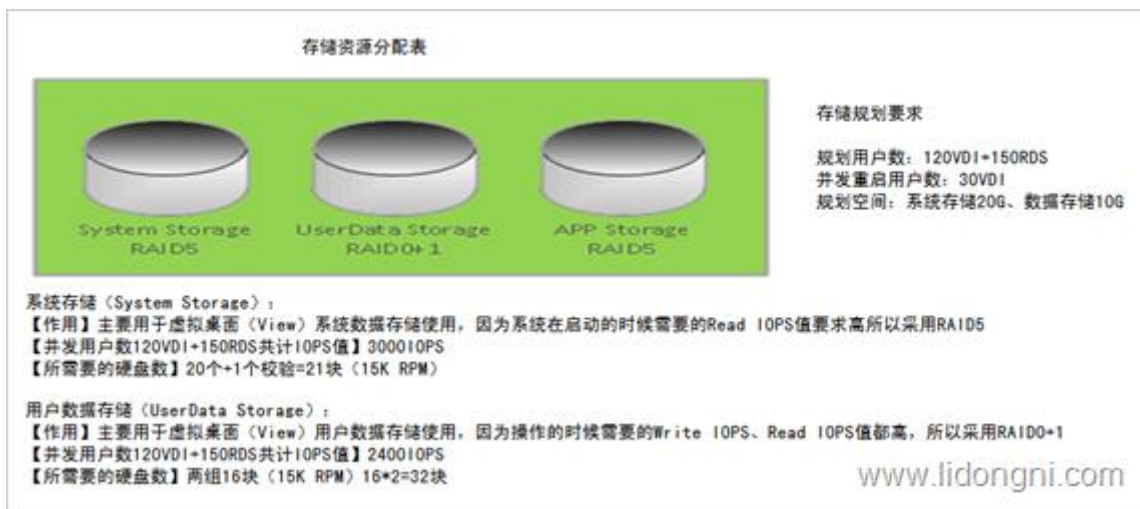 存储资源分配表
System Storage
RAID5
UserData Storage
RAID0+1
APP Storage
RAID5
存储规划要求
规划用户数：120VDI+150RDS
并发重启用户数：30VDI
规划空间：系统存储20G、数据存储10G
系统存储（System Storage）：
【作用】主要用于虚拟桌面（View）系统数据存储使用，因为系统在启动的时候需要的Read IOPS值要求高所以采用RAID5
【并发用户数120VDI+150RDS共计IOPS值】3000IOPS
【所需要的硬盘数】20个+1个校验=21块（15K RPM）
用户数据存储（UserData Storage）：
【作用】主要用于虚拟桌面（View）用户数据存储使用，因为操作的时候需要的Write IOPS、Read IOPS值都高，所以采用RAID0+1
【并发用户数120VDI+150RDS共计IOPS值】2400IOPS
【所需要的硬盘数】两组16块（15K RPM）16*2=32块
www.lidongni.com